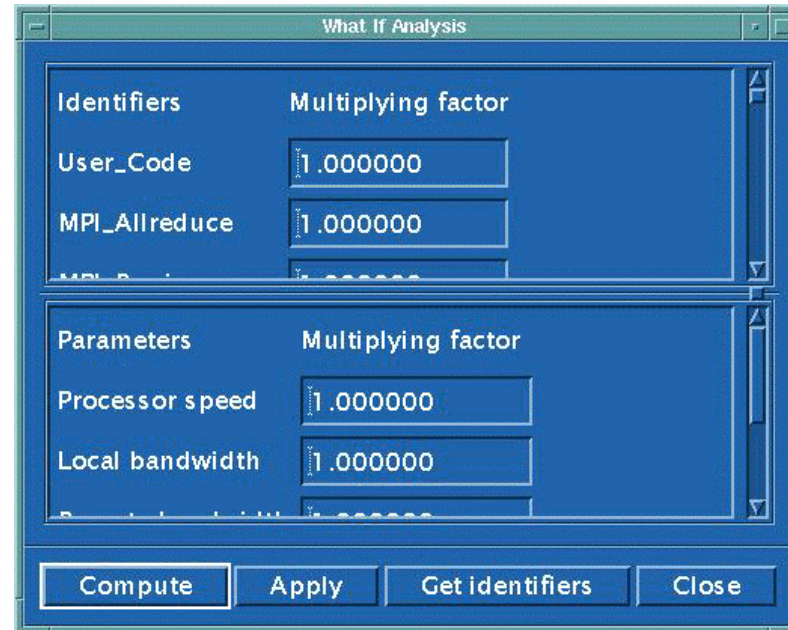 What If Analysis
Identifiers Multiplying factor
User_Code 1.000000
MPI_Allreduce 1.000000
Parameters Multiplying factor
Processor speed 1.000000
Local bandwidth 1.000000
Compute Apply Get identifiers Close